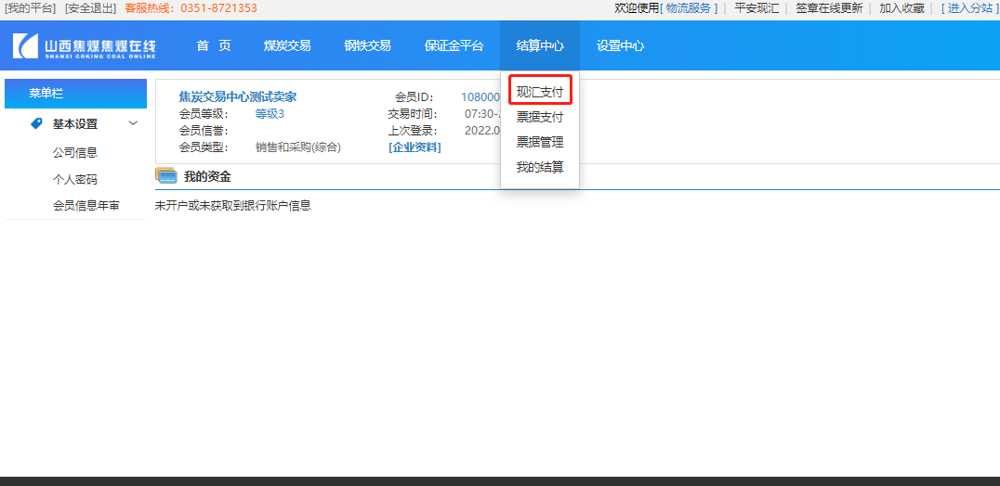 [我的平台] [安全退出] 客服热线：0351-8721353 欢迎使用[ 物流服务 ] | 平安现汇 | 签章在线更新 | 加入收藏 | [ 进入分站 ]
山西焦煤焦煤在线
SHANXI COKING COAL ONLINE
首 页 煤炭交易 钢铁交易 保证金平台 结算中心 设置中心
现汇支付
票据支付
票据管理
我的结算
菜单栏
基本设置
公司信息
个人密码
会员信息年审
焦炭交易中心测试卖家 会员ID： 108000
会员等级： 等级3 交易时间： 07:30-
会员信誉： 上次登录： 2022.0
会员类型： 销售和采购(综合) [企业资料]
我的资金
未开户或未获取到银行账户信息